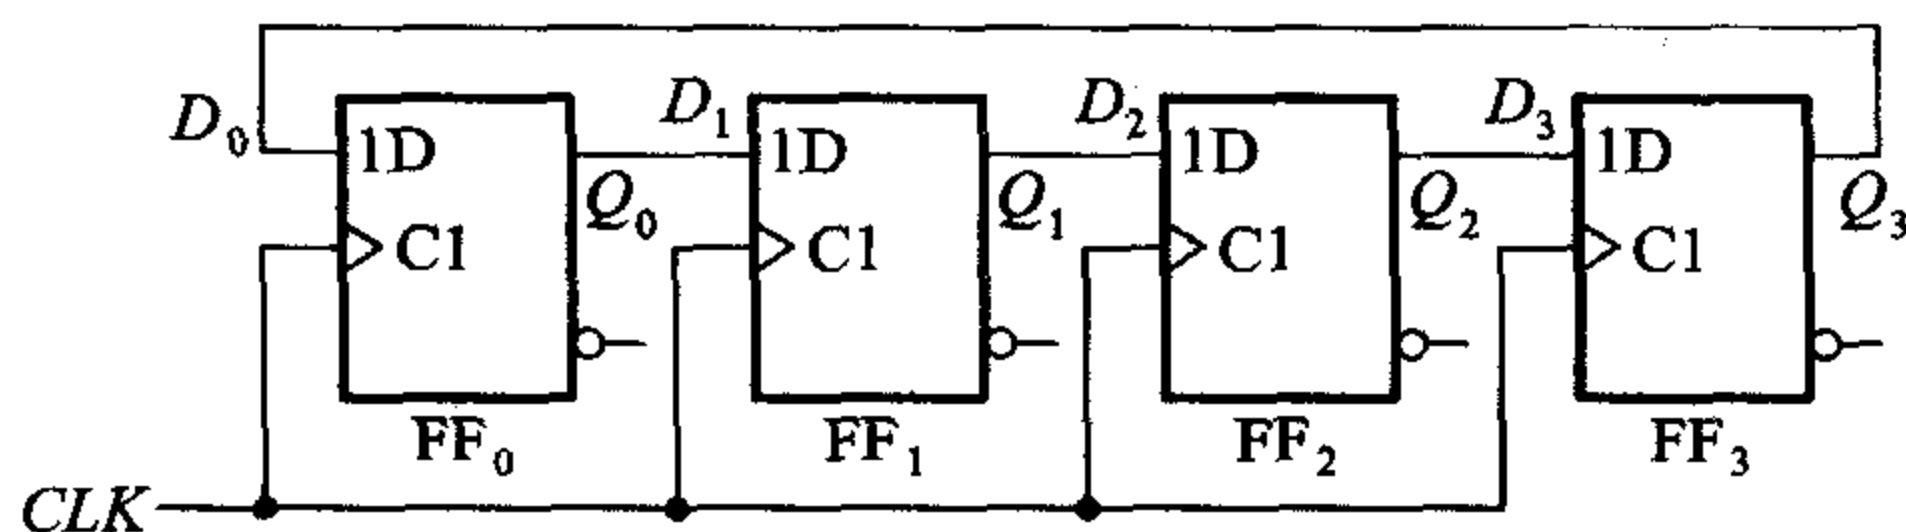 D₀ D₁ D₂ D₃
1D 1D 1D 1D
Q₀ Q₁ Q₂ Q₃
C1 C1 C1 C1
FF₀ FF₁ FF₂ FF₃
CLK